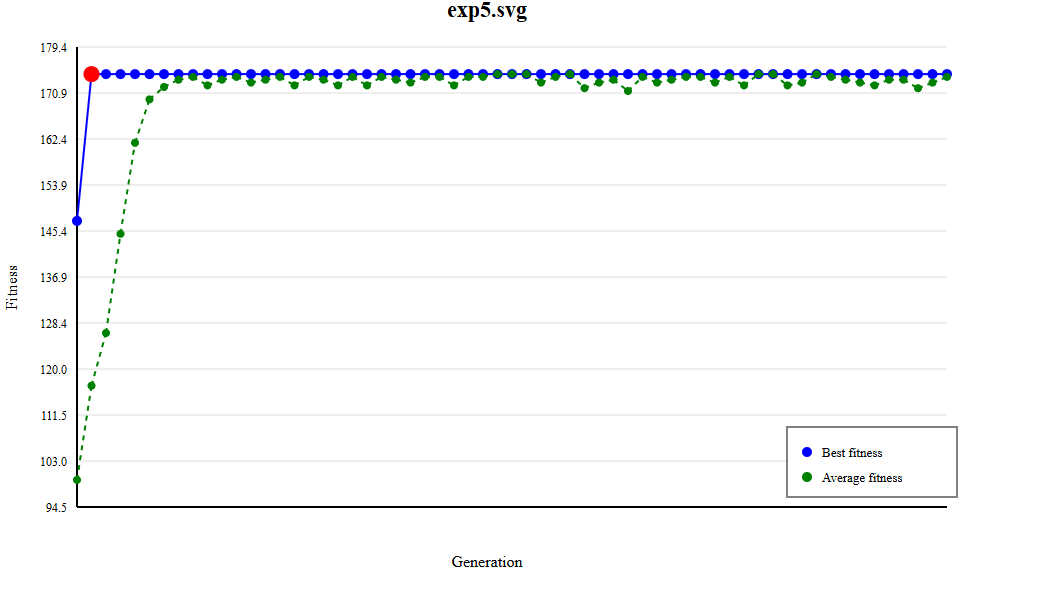 exp5.svg
179.4
170.9
162.4
153.9
145.4
136.9
128.4
120.0
111.5
103.0
94.5
Fitness
Best fitness
Average fitness
Generation